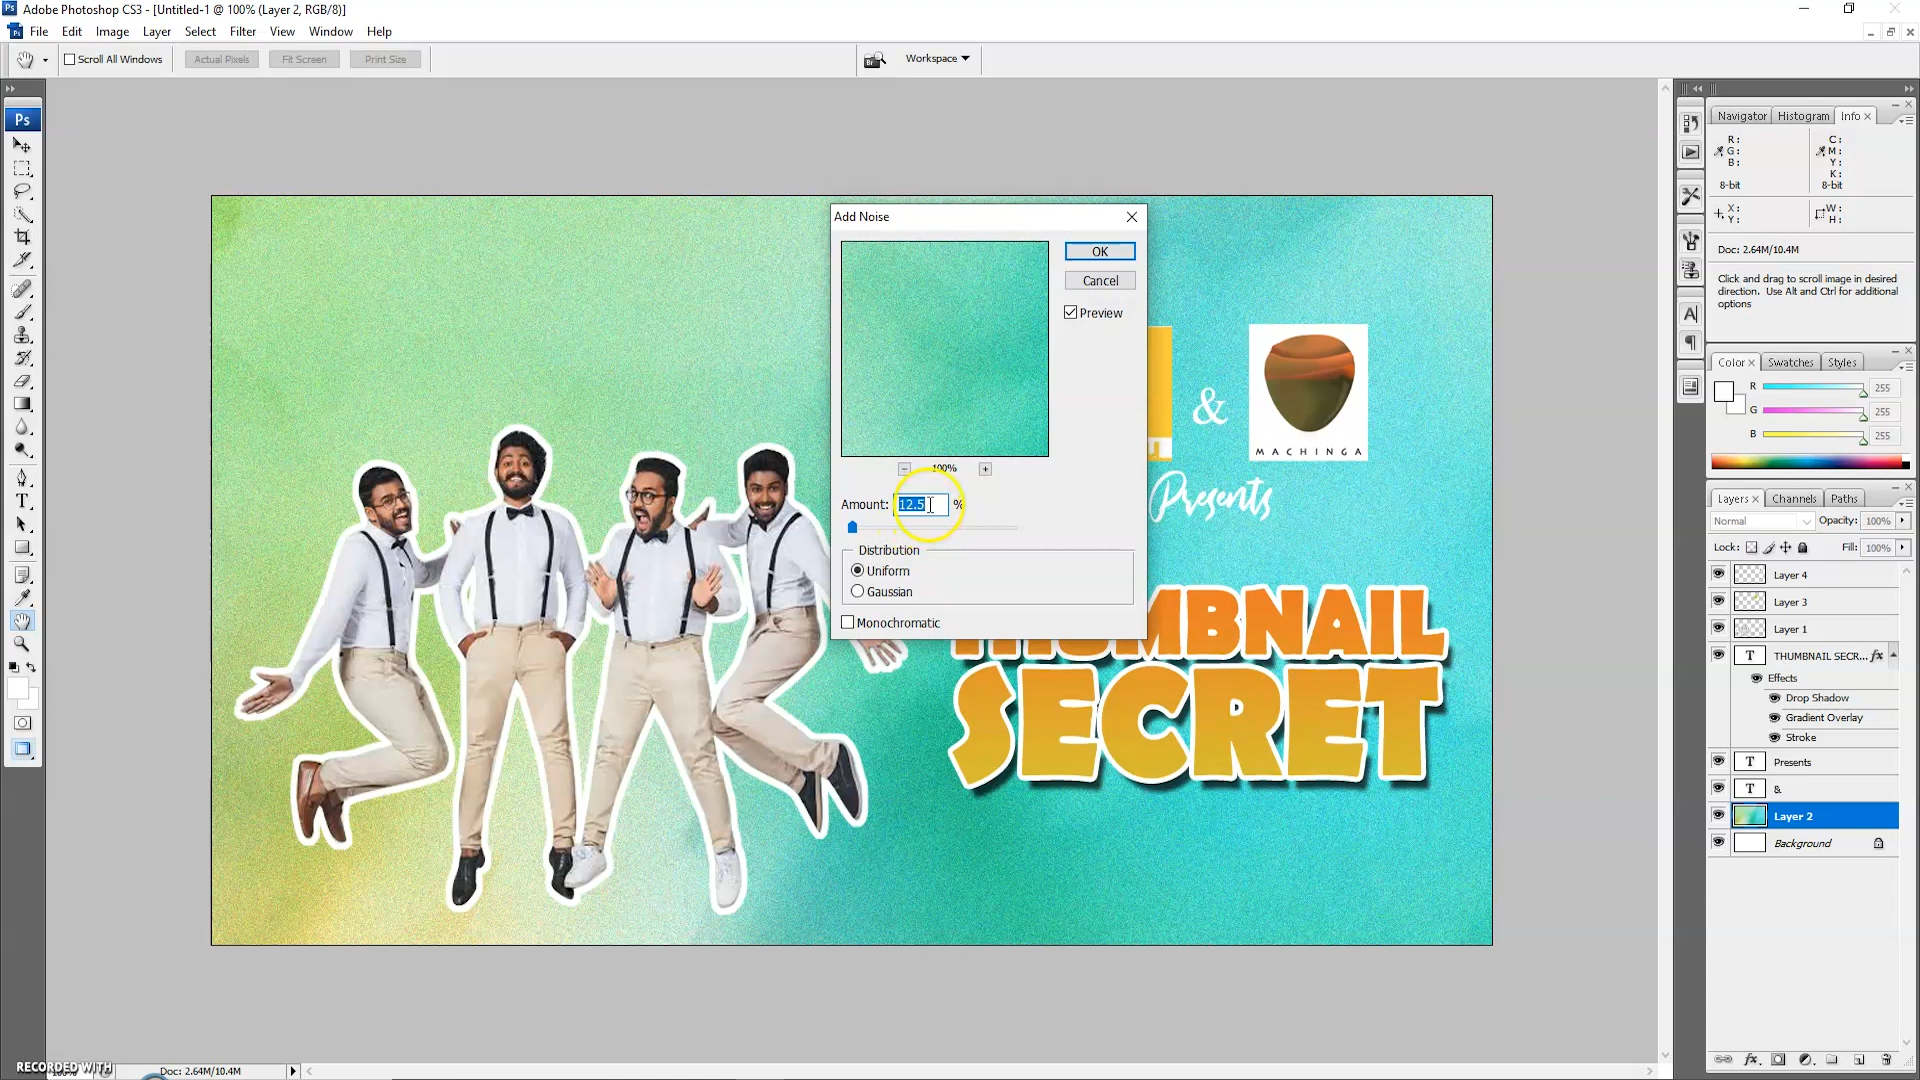 Adobe Photoshop CS3 - [Untitled-1 @ 100% (Layer 2, RGB/8)]
File Edit Image Layer Select Filter View Window Help
Scroll All Windows Actual Pixels Fit Screen Print Size Workspace
Ps
Add Noise
OK
Cancel
Preview
100%
Amount: 12.5 %
Distribution
Uniform
Gaussian
Monochromatic
&
MACHINGA
Presents
THUMBNAIL
SECRET
Navigator Histogram Info
R: C:
G: M:
B: Y:
K:
8-bit 8-bit
X: W:
Y: H:
Doc: 2.64M/10.4M
Click and drag to scroll image in desired
direction. Use Alt and Ctrl for additional
options
Color Swatches Styles
R 255
G 255
B 255
Layers Channels Paths
Normal Opacity: 100%
Lock: Fill: 100%
Layer 4
Layer 3
Layer 1
T THUMBNAIL SECR... fx
Effects
Drop Shadow
Gradient Overlay
Stroke
T Presents
T &
Layer 2
Background
RECORDED WITH
Doc: 2.64M/10.4M